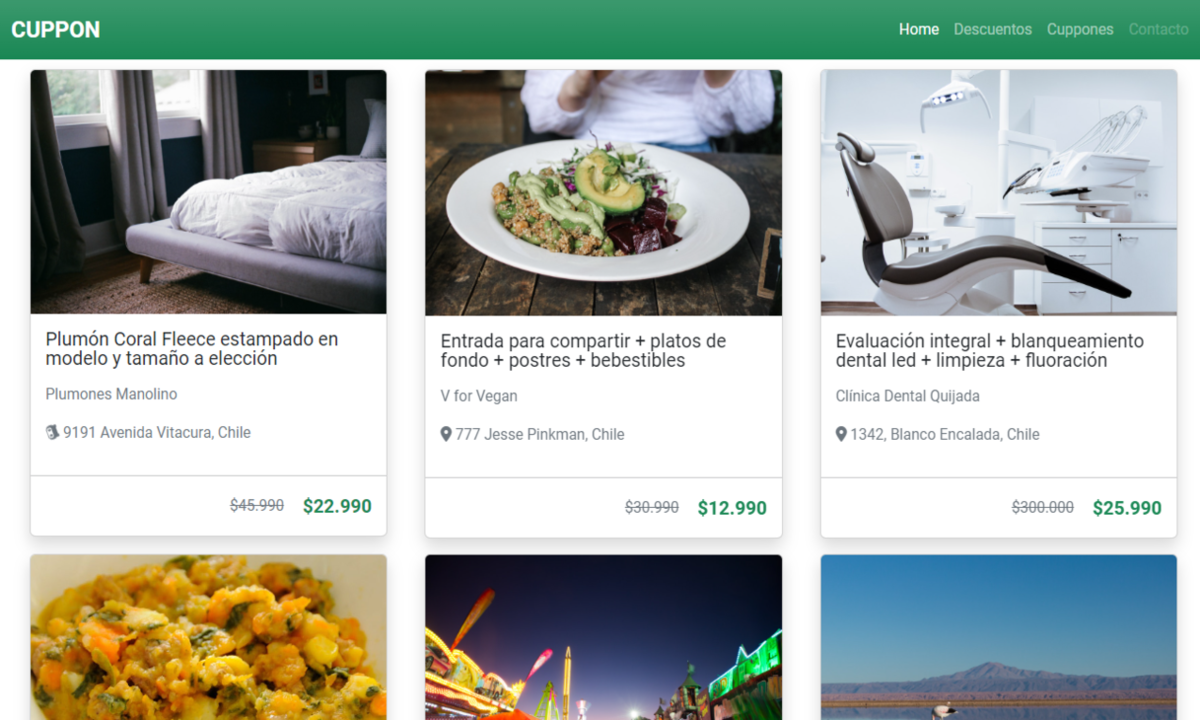 CUPPON
Home Descuentos Cuppones Contacto
Plumón Coral Fleece estampado en
modelo y tamaño a elección
Plumones Manolino
9191 Avenida Vitacura, Chile
$45.990 $22.990
Entrada para compartir + platos de
fondo + postres + bebestibles
V for Vegan
777 Jesse Pinkman, Chile
$30.990 $12.990
Evaluación integral + blanqueamiento
dental led + limpieza + fluoración
Clínica Dental Quijada
1342, Blanco Encalada, Chile
$300.000 $25.990